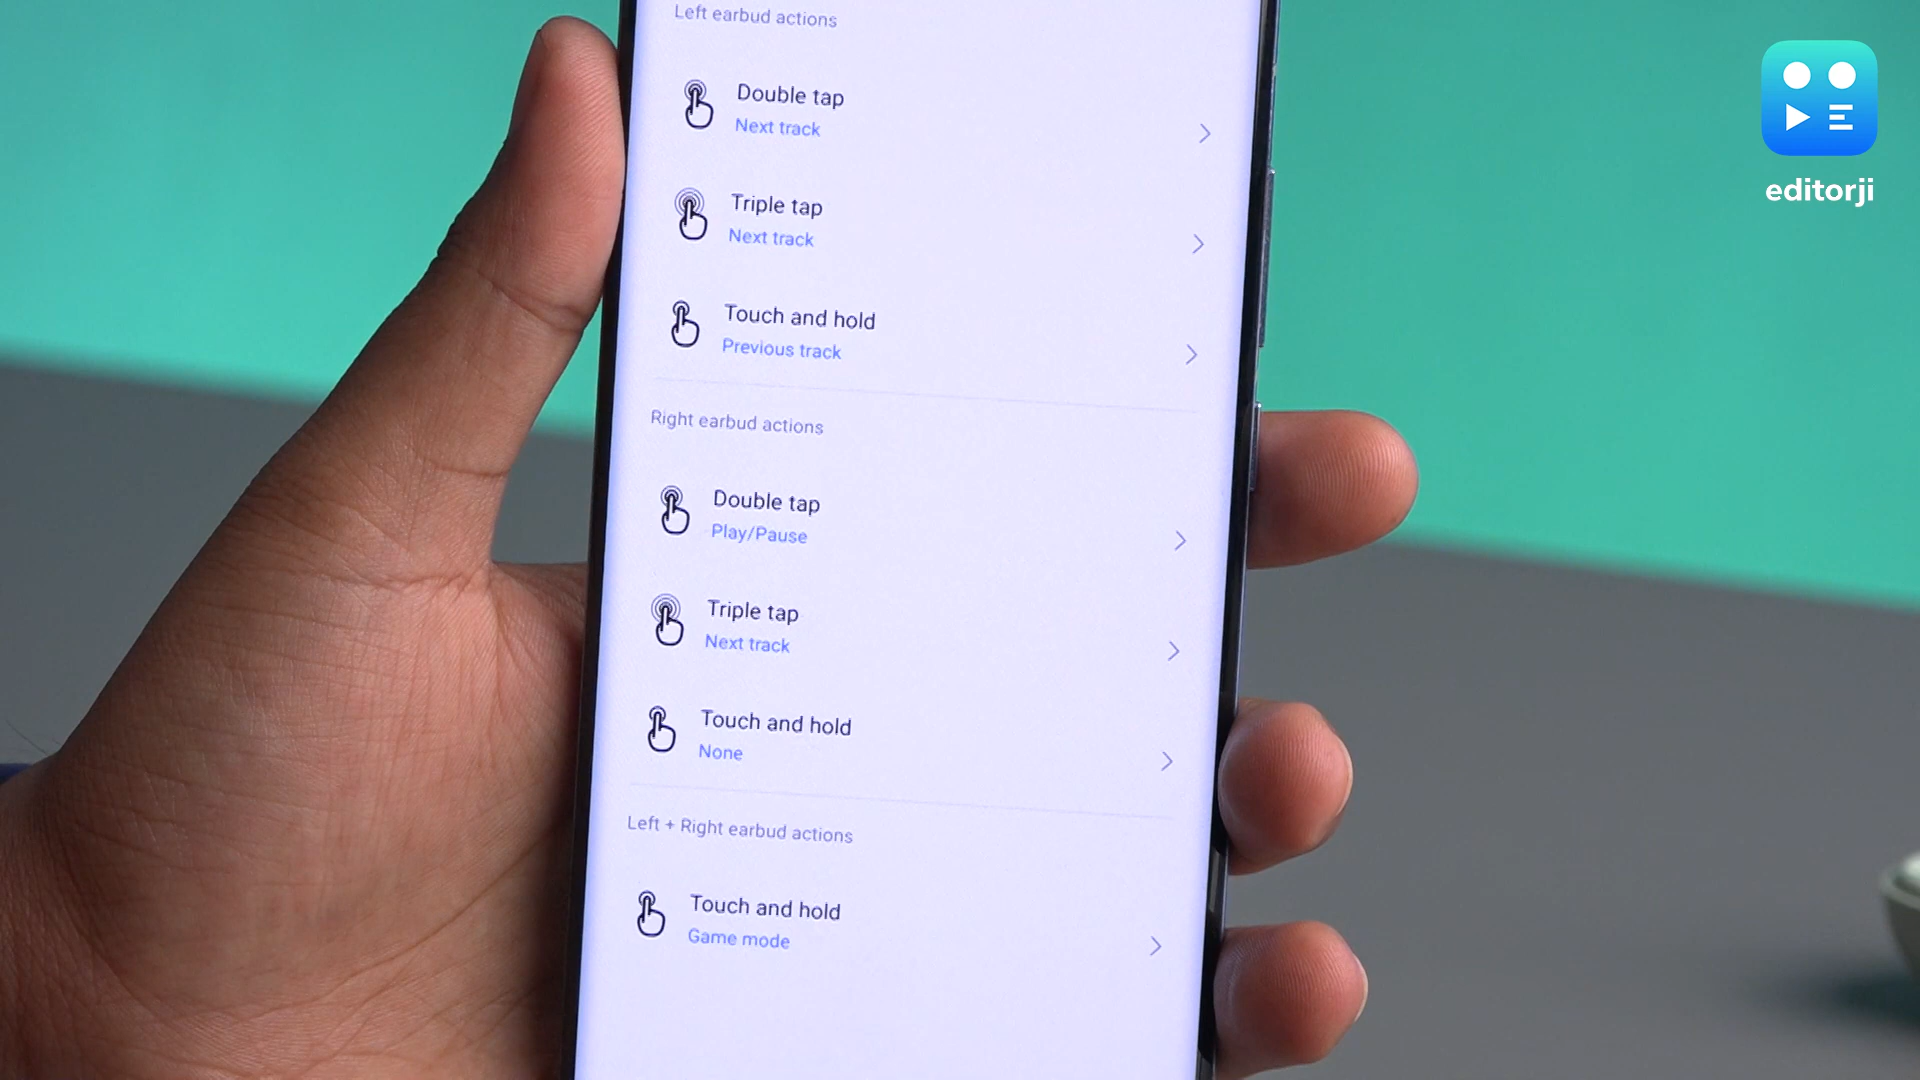 Left earbud actions
Double tap
Next track
Triple tap
Next track
Touch and hold
Previous track
Right earbud actions
Double tap
Play/Pause
Triple tap
Next track
Touch and hold
None
Left + Right earbud actions
Touch and hold
Game mode
editorji